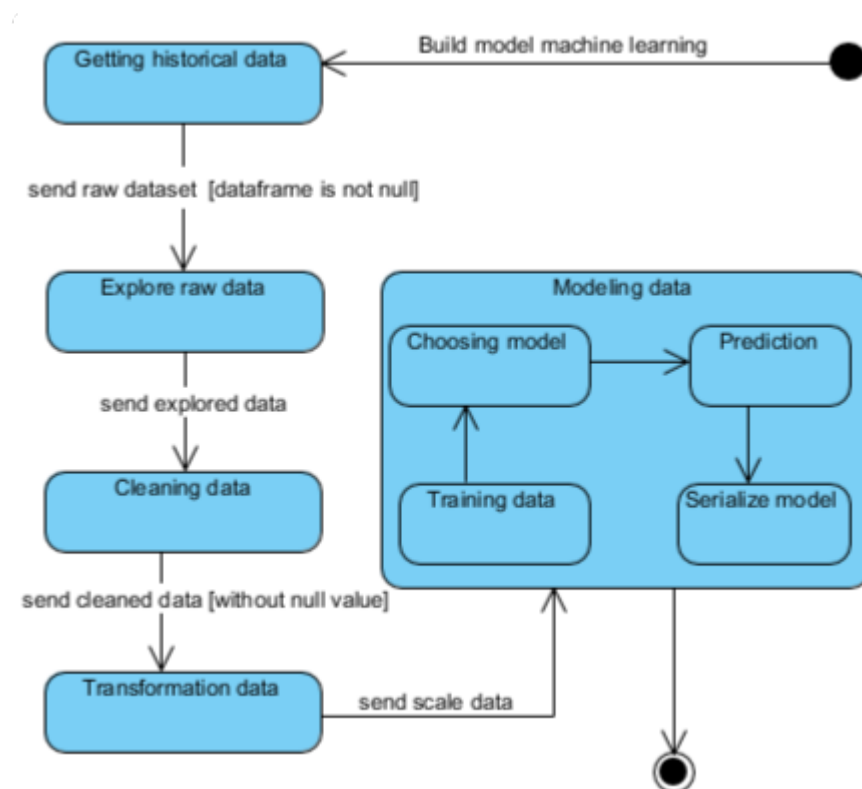 Build model machine learning
Getting historical data
send raw dataset [dataframe is not null]
Explore raw data
send explored data
Cleaning data
send cleaned data [without null value]
Transformation data
send scale data
Modeling data
Training data
Choosing model
Prediction
Serialize model